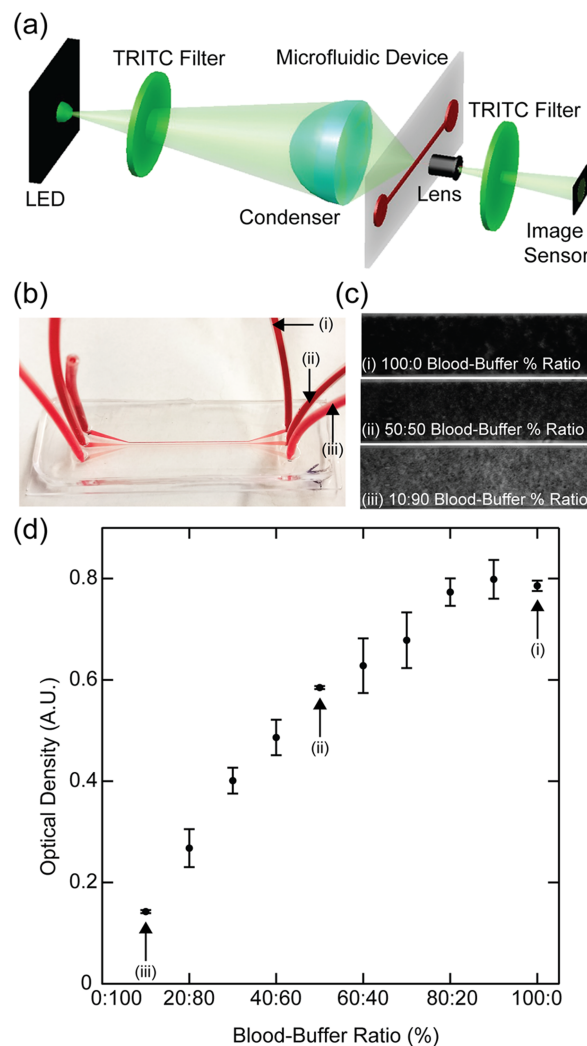 (a)
TRITC Filter
Microfluidic Device
TRITC Filter
LED
Condenser
Lens
Image
Sensor
(b)
(i)
(ii)
(iii)
(c)
(i) 100:0 Blood-Buffer % Ratio
(ii) 50:50 Blood-Buffer % Ratio
(iii) 10:90 Blood-Buffer % Ratio
(d)
Optical Density (A.U.)
0.8
0.6
0.4
0.2
0
(i)
(ii)
(iii)
0:100 20:80 40:60 60:40 80:20 100:0
Blood-Buffer Ratio (%)